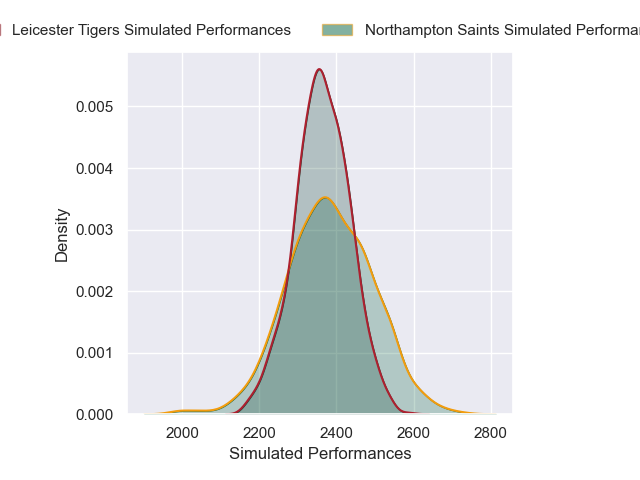 Leicester Tigers Simulated Performances
Northampton Saints Simulated Performa
0.005
0.004
0.003
0.002
0.001
0.000
Density
2000 2200 2400 2600 2800
Simulated Performances